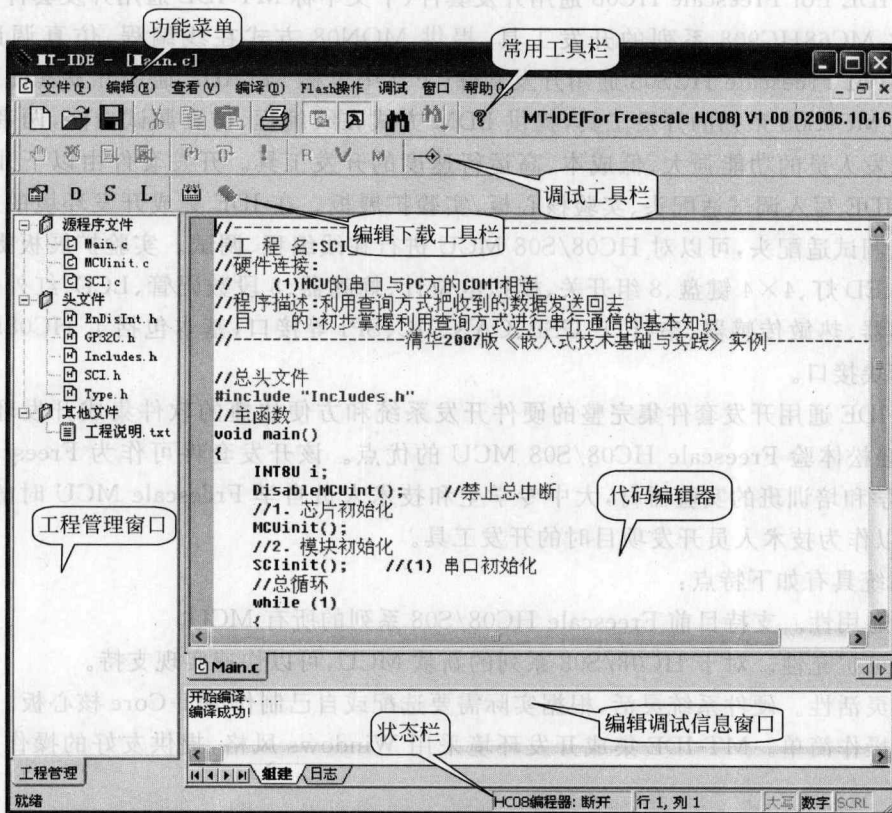 功能菜单
常用工具栏
MT-IDE - [Main.c]
文件(F) 编辑(E) 查看(V) 编译(D) Flash操作 调试 窗口 帮助
MT-IDE(For Freescale HC08) V1.00 D2006.10.16
R V M
调试工具栏
D S L
编辑下载工具栏
源程序文件
Main.c
MCUinit.c
SCI.c
头文件
EnDisInt.h
GP32C.h
Includes.h
SCI.h
Type.h
其他文件
工程说明.txt
工程管理窗口
//
//工 程 名:SCI
//硬件连接:
// (1)MCU的串口与PC方的COM1相连
//程序描述:利用查询方式把收到的数据发送回去
//目 的:初步掌握利用查询方式进行串行通信的基本知识
//----------------清华2007版《嵌入式技术基础与实践》实例------
//总头文件
#include "Includes.h"
//主函数
void main()
{
INT8U i;
DisableMCUint(); //禁止总中断
//1. 芯片初始化
MCUinit();
//2. 模块初始化
SCIinit(); //(1) 串口初始化
//总循环
while (1)
{
代码编辑器
Main.c
开始编译......
编译成功!
编辑调试信息窗口
状态栏
工程管理
组建 日志
就绪
HC08编程器: 断开 行 1, 列 1 大写 数字 SCRL